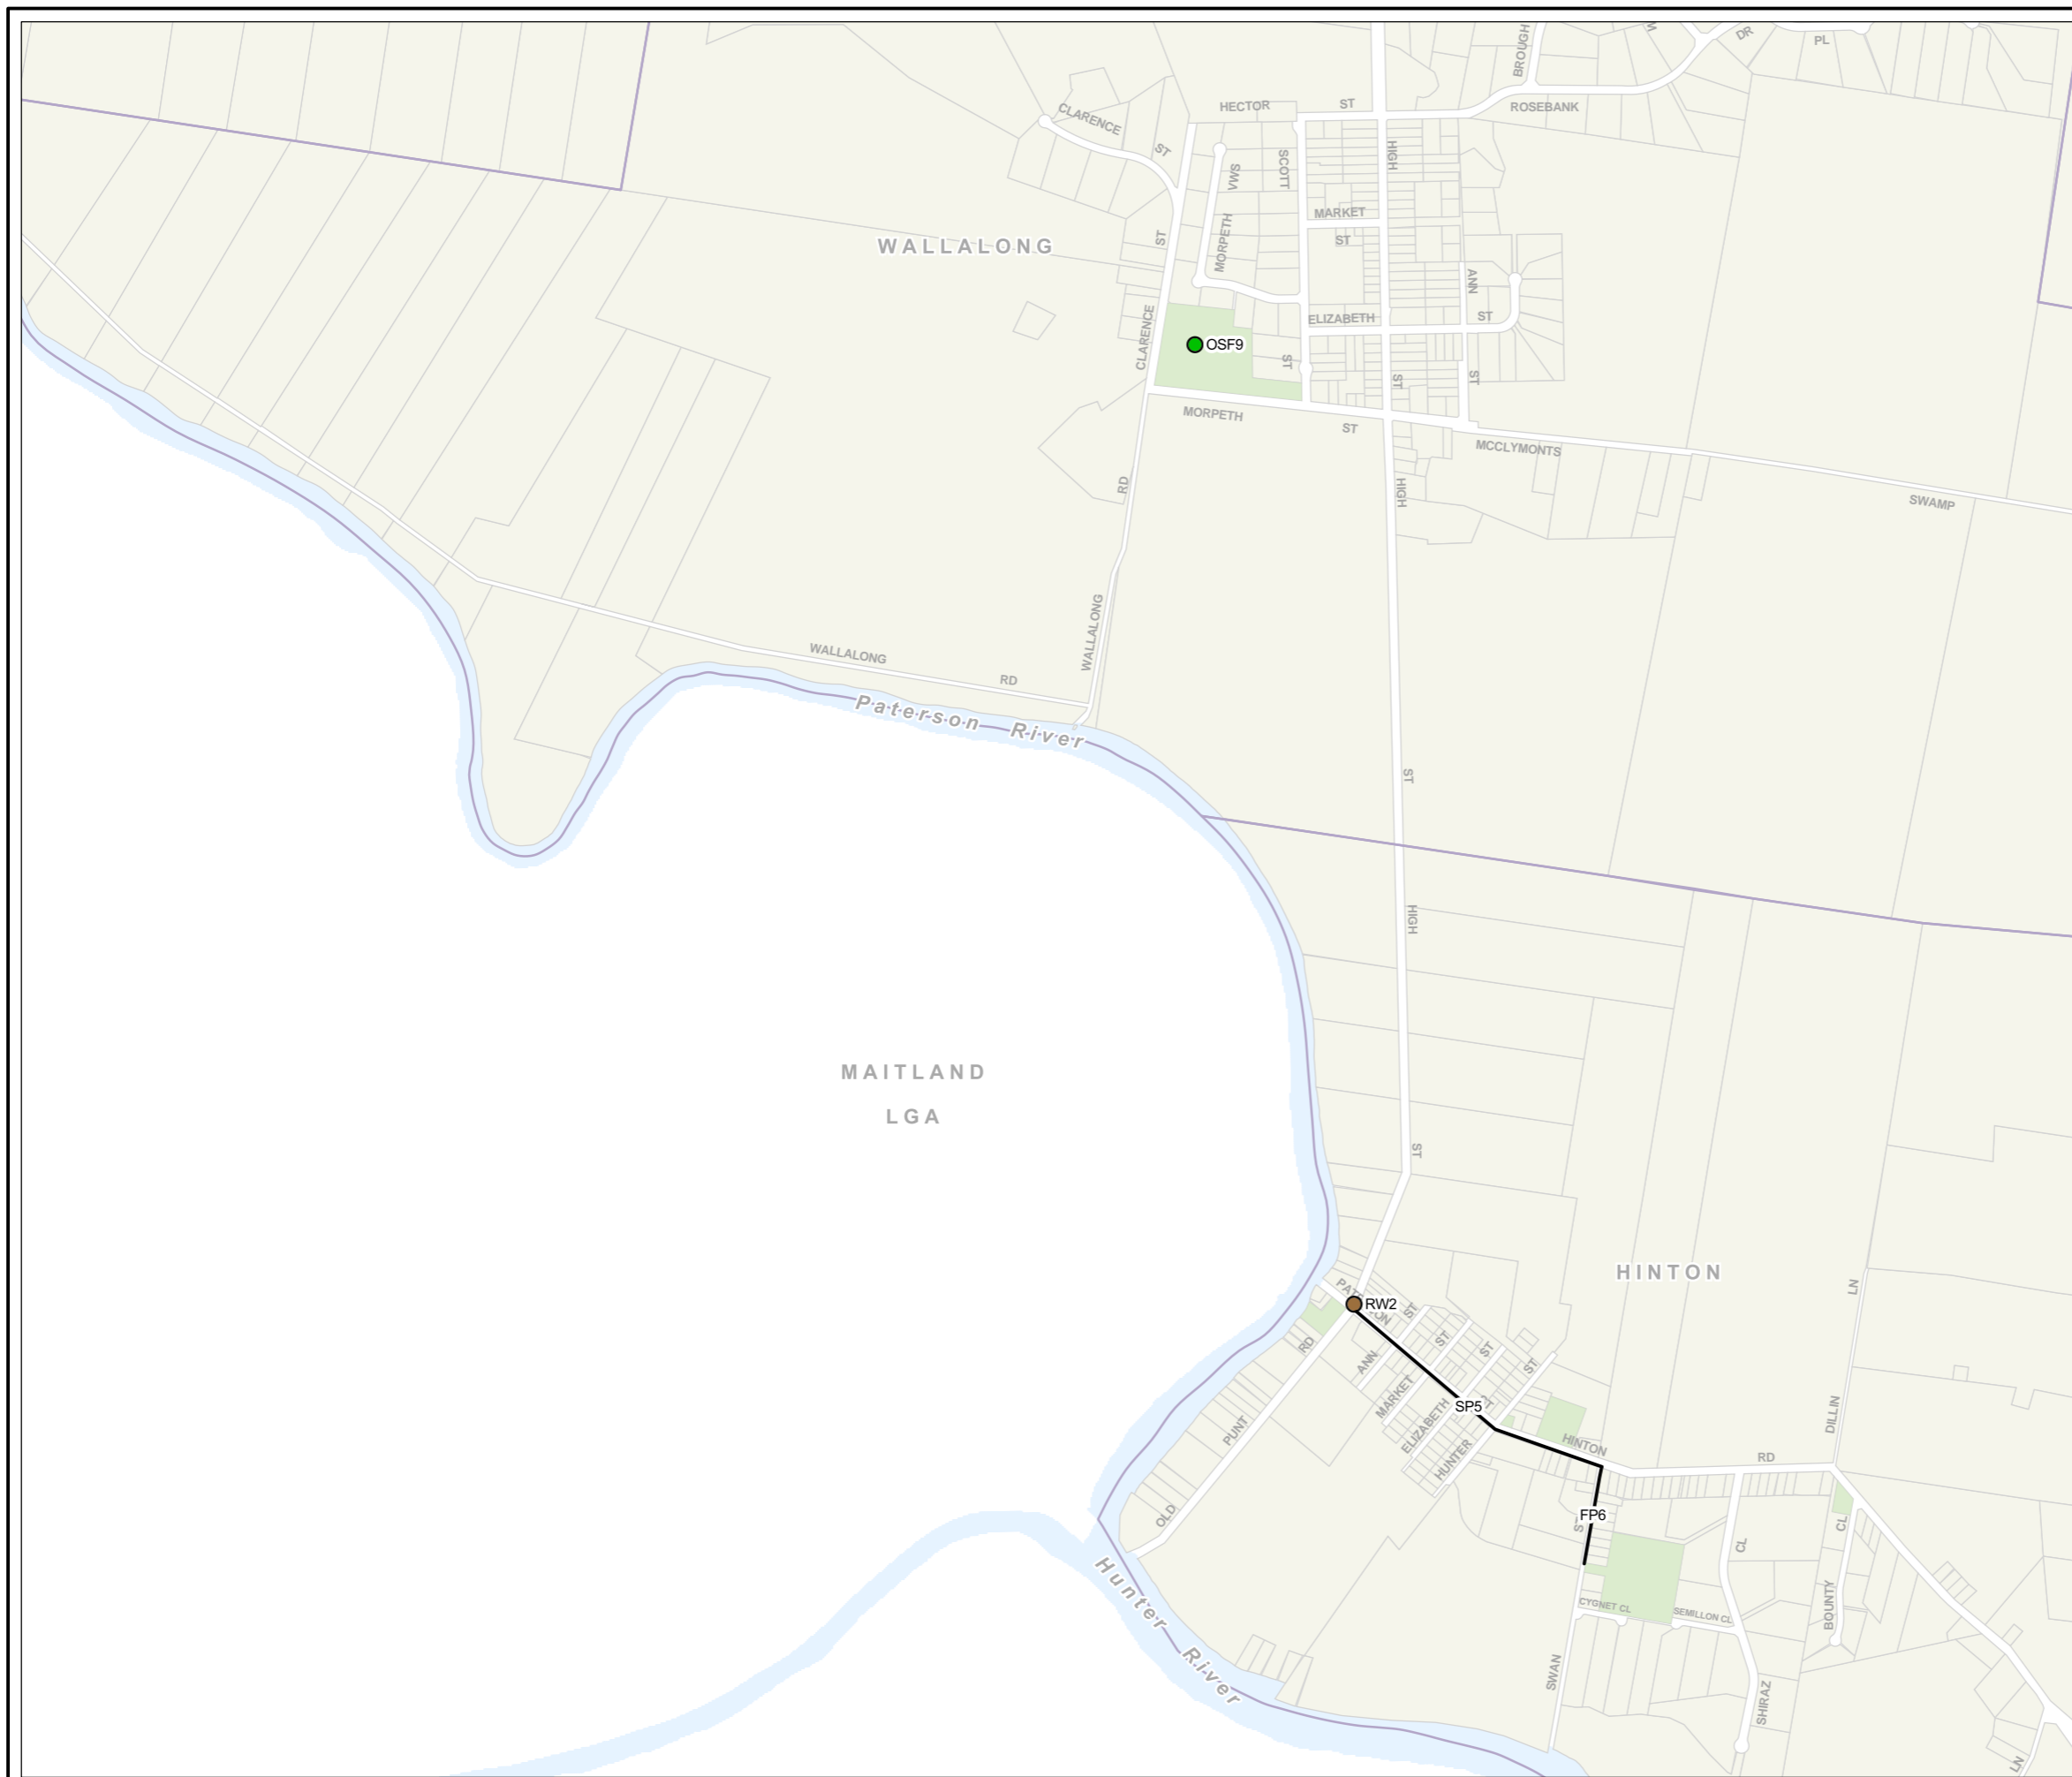 BROUGH
DR
PL
CLARENCE
ST
HECTOR
ST
ROSEBANK
HIGH
SCOTT
VWS
MARKET
ST
MORPETH
ST
WALLALONG
ANN
ELIZABETH
ST
CLARENCE
OSF9
ST
ST
ST
MORPETH
ST
MCCLYMONTS
SWAMP
RD
HIGH
WALLALONG
WALLALONG
RD
Paterson River
ST
HIGH
MAITLAND
LGA
ST
HINTON
LN
RW2
ST
RD
ANN
ST
ST
ST
MARKET
SP5
ELIZABETH
HUNTER
PUNT
HINTON
RD
DILLIN
OLD
FP6
CL
CL
Hunter River
CYGNET CL
SEMILLON CL
BOUNTY
SWAN
SHIRAZ
LN